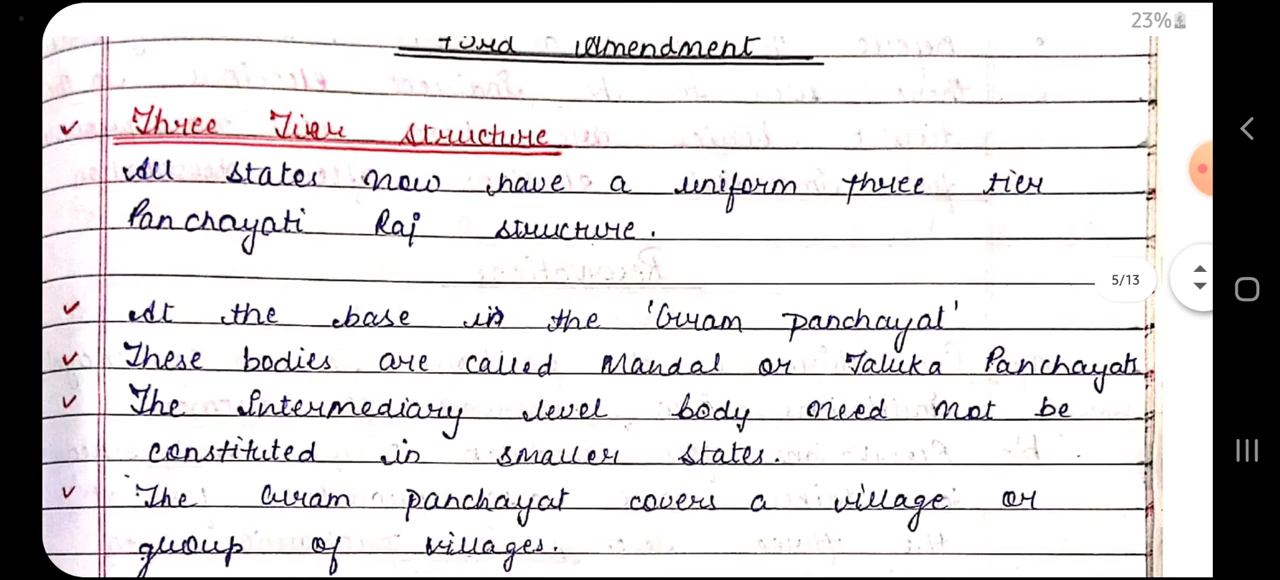 23%
73rd Amendment
Three Tier structure
All states now have a uniform three tier
Panchayati Raj structure.
5/13
At the base in the 'Gram panchayat'
These bodies are called Mandal or Taluka Panchayats
The Intermediary level body need not be
constituted in smaller states.
The Gram panchayat covers a village or
group of villages.